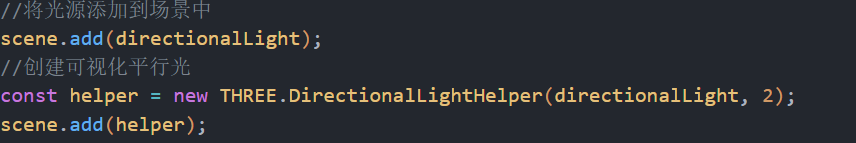 //将光源添加到场景中
scene.add(directionalLight);
//创建可视化平行光
const helper = new THREE.DirectionalLightHelper(directionalLight, 2);
scene.add(helper);